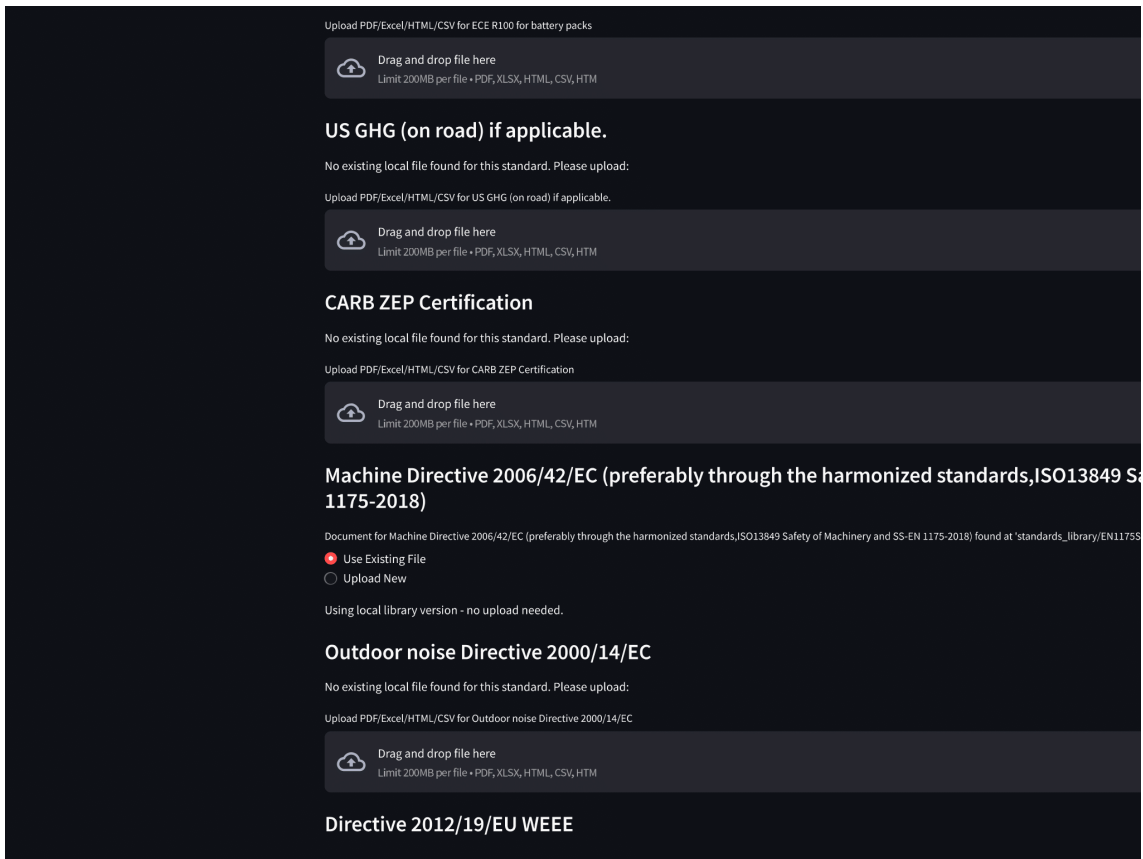 Upload PDF/Excel/HTML/CSV for ECE R100 for battery packs
Drag and drop file here
Limit 200MB per file • PDF, XLSX, HTML, CSV, HTM
US GHG (on road) if applicable.
No existing local file found for this standard. Please upload:
Upload PDF/Excel/HTML/CSV for US GHG (on road) if applicable.
Drag and drop file here
Limit 200MB per file • PDF, XLSX, HTML, CSV, HTM
CARB ZEP Certification
No existing local file found for this standard. Please upload:
Upload PDF/Excel/HTML/CSV for CARB ZEP Certification
Drag and drop file here
Limit 200MB per file • PDF, XLSX, HTML, CSV, HTM
Machine Directive 2006/42/EC (preferably through the harmonized standards,ISO13849 Sa
1175-2018)
Document for Machine Directive 2006/42/EC (preferably through the harmonized standards,ISO13849 Safety of Machinery and SS-EN 1175-2018) found at 'standards_library/EN1175S
Use Existing File
Upload New
Using local library version - no upload needed.
Outdoor noise Directive 2000/14/EC
No existing local file found for this standard. Please upload:
Upload PDF/Excel/HTML/CSV for Outdoor noise Directive 2000/14/EC
Drag and drop file here
Limit 200MB per file • PDF, XLSX, HTML, CSV, HTM
Directive 2012/19/EU WEEE